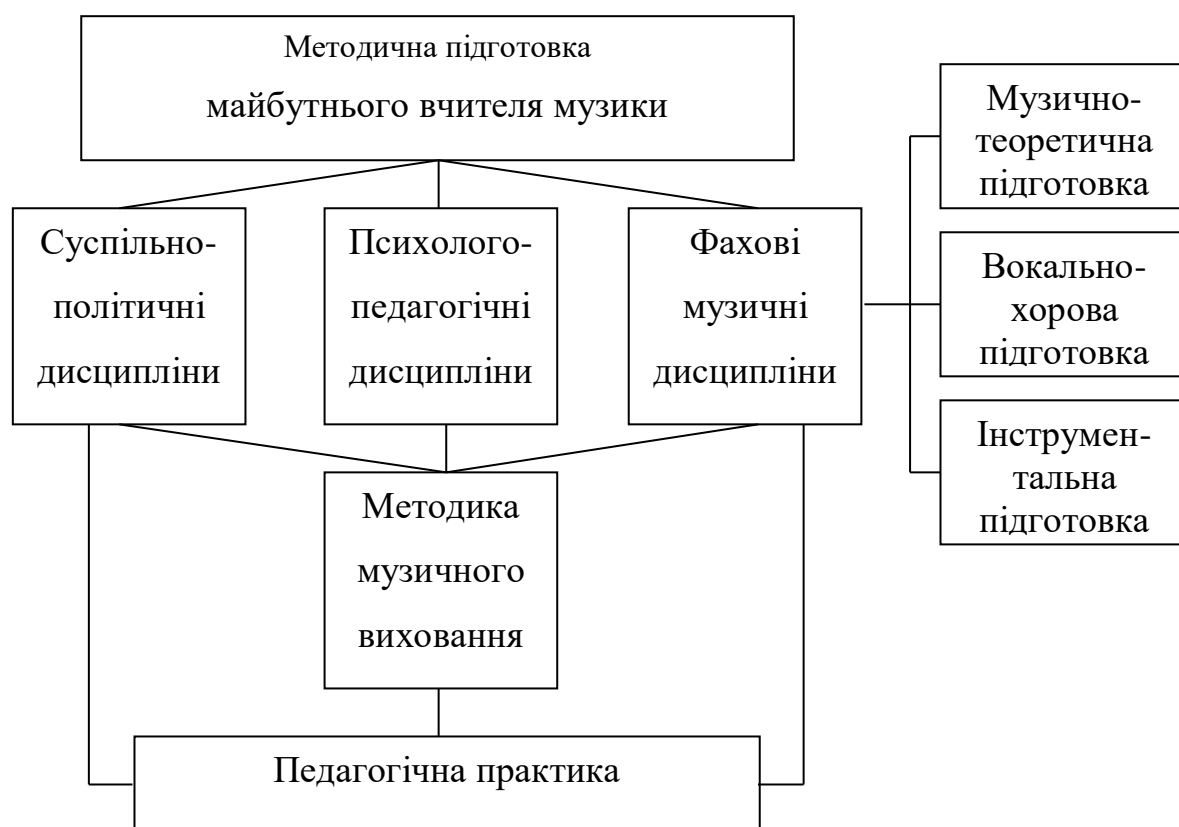 Методична підготовка
майбутнього вчителя музики
Суспільно-
політичні
дисципліни
Психолого-
педагогічні
дисципліни
Фахові
музичні
дисципліни
Музично-
теоретична
підготовка
Вокально-
хорова
підготовка
Інструмен-
тальна
підготовка
Методика
музичного
виховання
Педагогічна практика